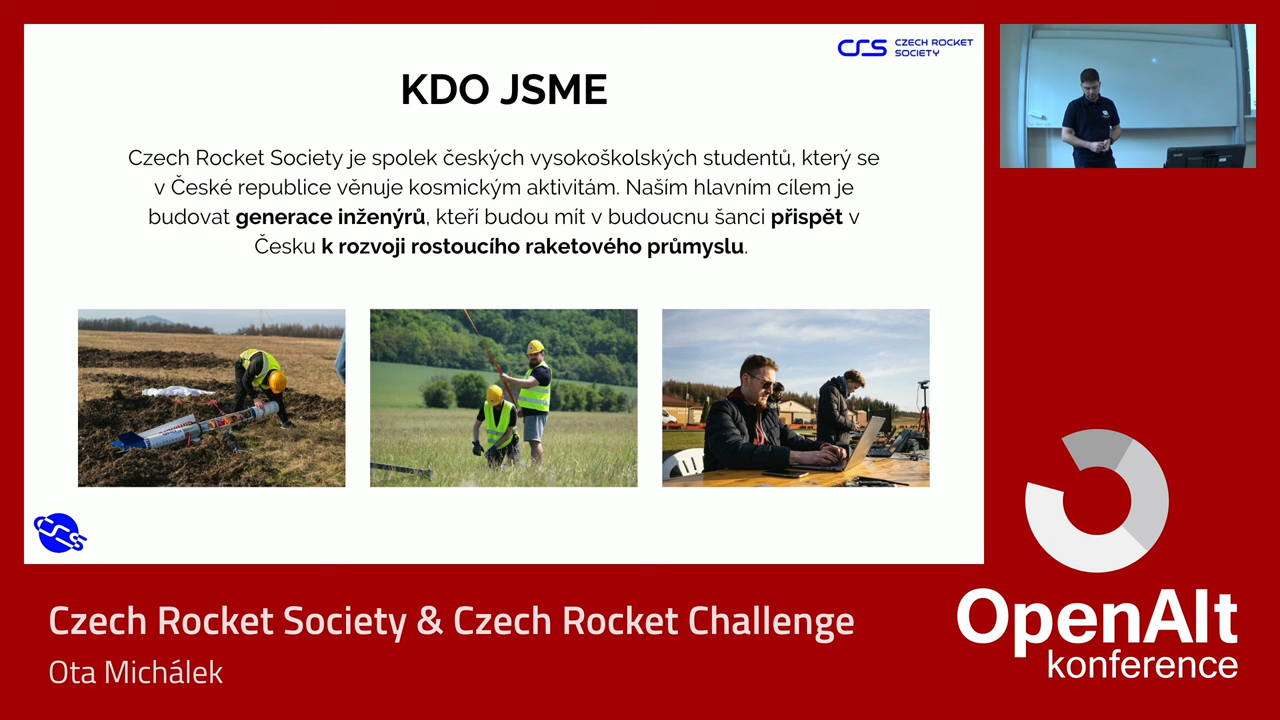 CZECH ROCKET
SOCIETY
KDO JSME
Czech Rocket Society je spolek českých vysokoškolských studentů, který se
v České republice věnuje kosmickým aktivitám. Naším hlavním cílem je
budovat generace inženýrů, kteří budou mít v budoucnu šanci přispět v
Česku k rozvoji rostoucího raketového průmyslu.
Czech Rocket Society & Czech Rocket Challenge
Ota Michálek
OpenAlt
konference